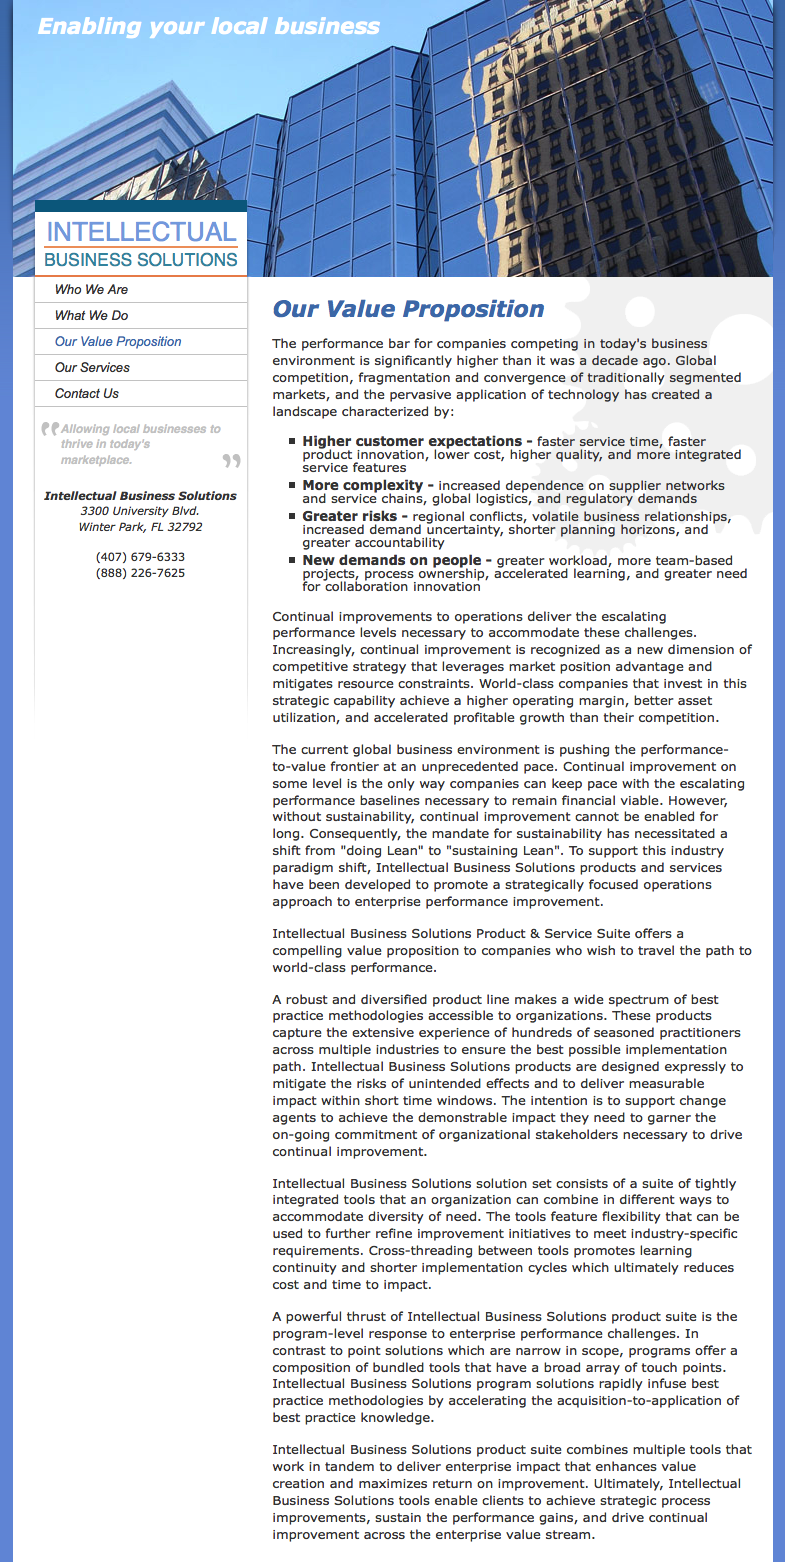 Enabling your local business
INTELLECTUAL
BUSINESS SOLUTIONS
Who We Are
What We Do
Our Value Proposition
Our Services
Contact Us
Allowing local businesses to
thrive in today's
marketplace.
Intellectual Business Solutions
3300 University Blvd.
Winter Park, FL 32792
(407) 679-6333
(888) 226-7625
Our Value Proposition
The performance bar for companies competing in today's business
environment is significantly higher than it was a decade ago. Global
competition, fragmentation and convergence of traditionally segmented
markets, and the pervasive application of technology has created a
landscape characterized by:
Higher customer expectations - faster service time, faster
product innovation, lower cost, higher quality, and more integrated
service features
More complexity - increased dependence on supplier networks
and service chains, global logistics, and regulatory demands
Greater risks - regional conflicts, volatile business relationships,
increased demand uncertainty, shorter planning horizons, and
greater accountability
New demands on people - greater workload, more team-based
projects, process ownership, accelerated learning, and greater need
for collaboration innovation
Continual improvements to operations deliver the escalating
performance levels necessary to accommodate these challenges.
Increasingly, continual improvement is recognized as a new dimension of
competitive strategy that leverages market position advantage and
mitigates resource constraints. World-class companies that invest in this
strategic capability achieve a higher operating margin, better asset
utilization, and accelerated profitable growth than their competition.
The current global business environment is pushing the performance-
to-value frontier at an unprecedented pace. Continual improvement on
some level is the only way companies can keep pace with the escalating
performance baselines necessary to remain financial viable. However,
without sustainability, continual improvement cannot be enabled for
long. Consequently, the mandate for sustainability has necessitated a
shift from "doing Lean" to "sustaining Lean". To support this industry
paradigm shift, Intellectual Business Solutions products and services
have been developed to promote a strategically focused operations
approach to enterprise performance improvement.
Intellectual Business Solutions Product & Service Suite offers a
compelling value proposition to companies who wish to travel the path to
world-class performance.
A robust and diversified product line makes a wide spectrum of best
practice methodologies accessible to organizations. These products
capture the extensive experience of hundreds of seasoned practitioners
across multiple industries to ensure the best possible implementation
path. Intellectual Business Solutions products are designed expressly to
mitigate the risks of unintended effects and to deliver measurable
impact within short time windows. The intention is to support change
agents to achieve the demonstrable impact they need to garner the
on-going commitment of organizational stakeholders necessary to drive
continual improvement.
Intellectual Business Solutions solution set consists of a suite of tightly
integrated tools that an organization can combine in different ways to
accommodate diversity of need. The tools feature flexibility that can be
used to further refine improvement initiatives to meet industry-specific
requirements. Cross-threading between tools promotes learning
continuity and shorter implementation cycles which ultimately reduces
cost and time to impact.
A powerful thrust of Intellectual Business Solutions product suite is the
program-level response to enterprise performance challenges. In
contrast to point solutions which are narrow in scope, programs offer a
composition of bundled tools that have a broad array of touch points.
Intellectual Business Solutions program solutions rapidly infuse best
practice methodologies by accelerating the acquisition-to-application of
best practice knowledge.
Intellectual Business Solutions product suite combines multiple tools that
work in tandem to deliver enterprise impact that enhances value
creation and maximizes return on improvement. Ultimately, Intellectual
Business Solutions tools enable clients to achieve strategic process
improvements, sustain the performance gains, and drive continual
improvement across the enterprise value stream.